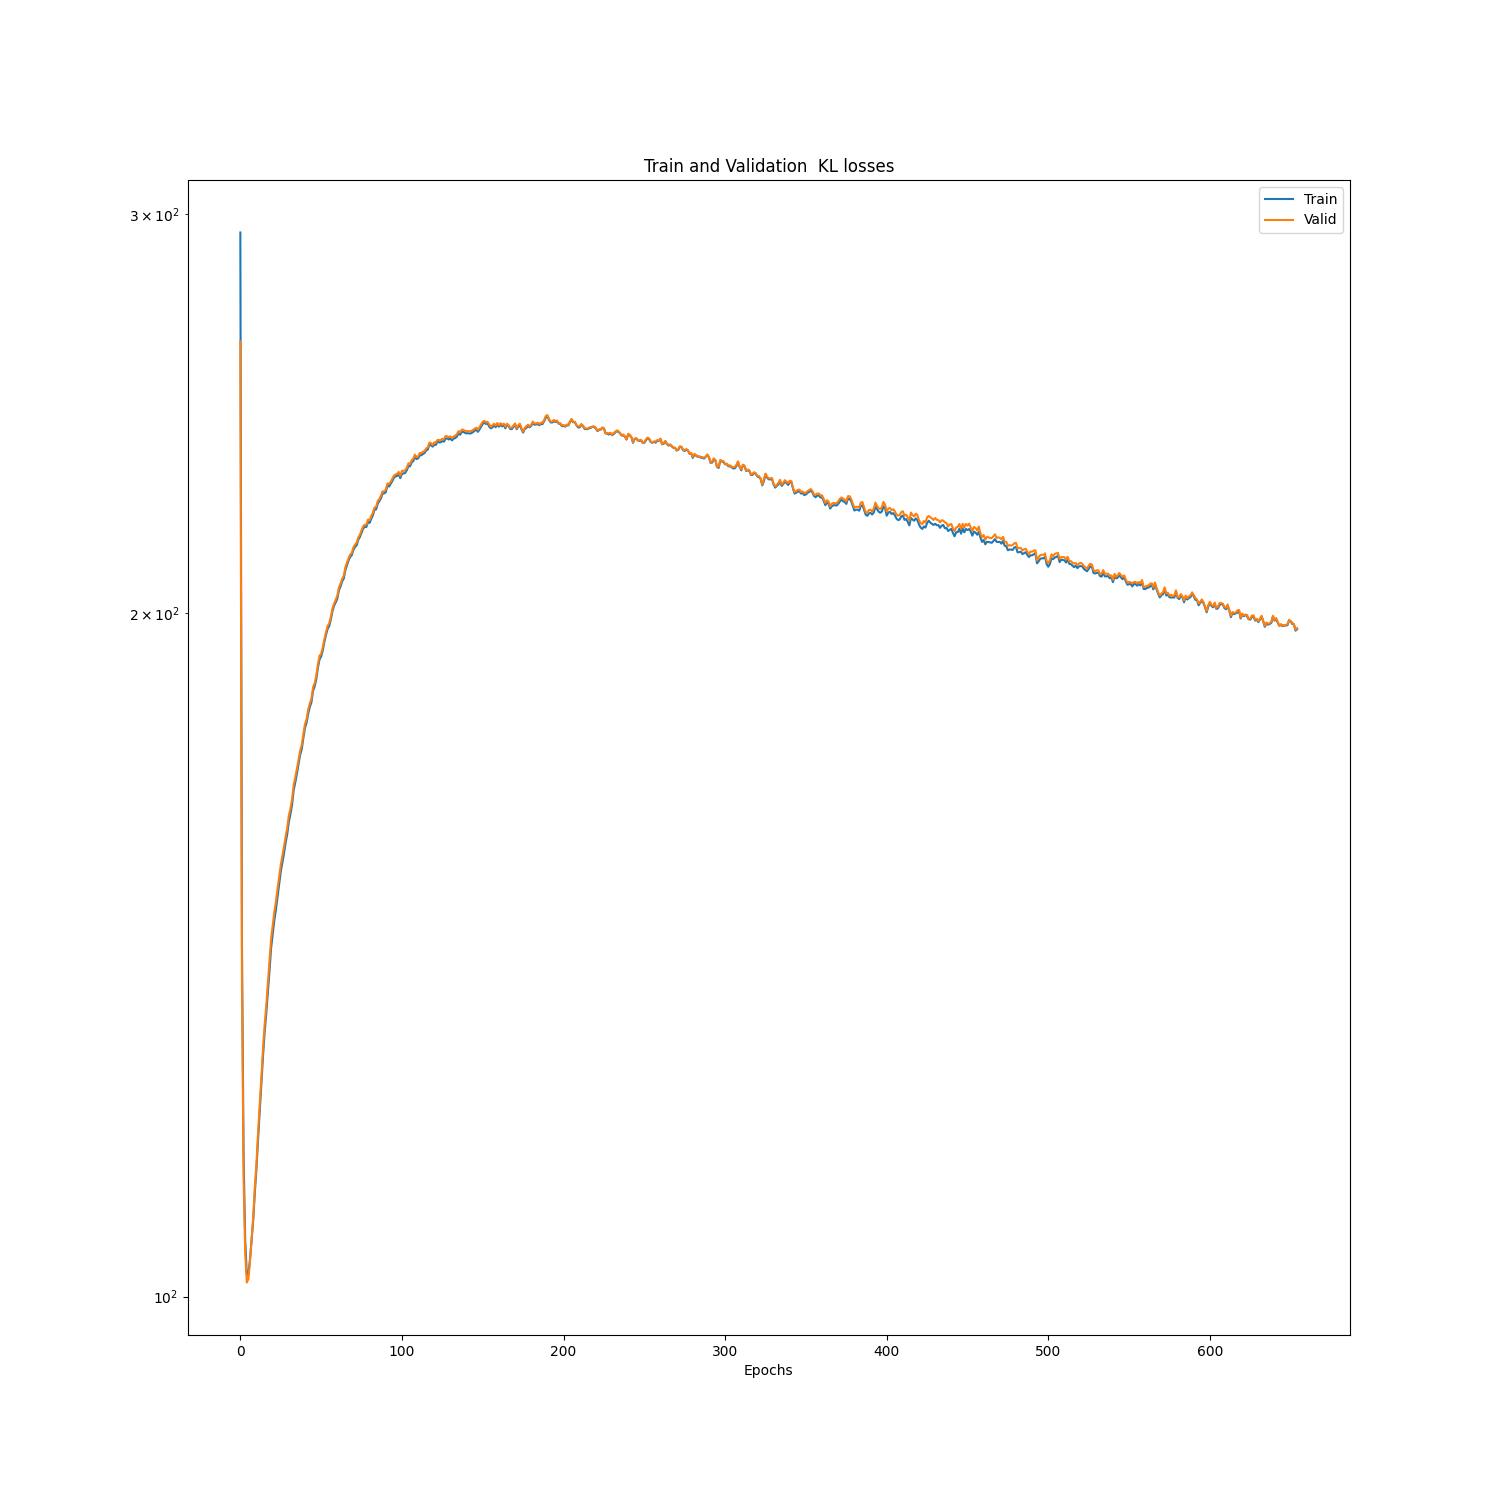 Train and Validation  KL losses
3 × 10²
Train
Valid
2 × 10²
10²
0 100 200 300 400 500 600
Epochs